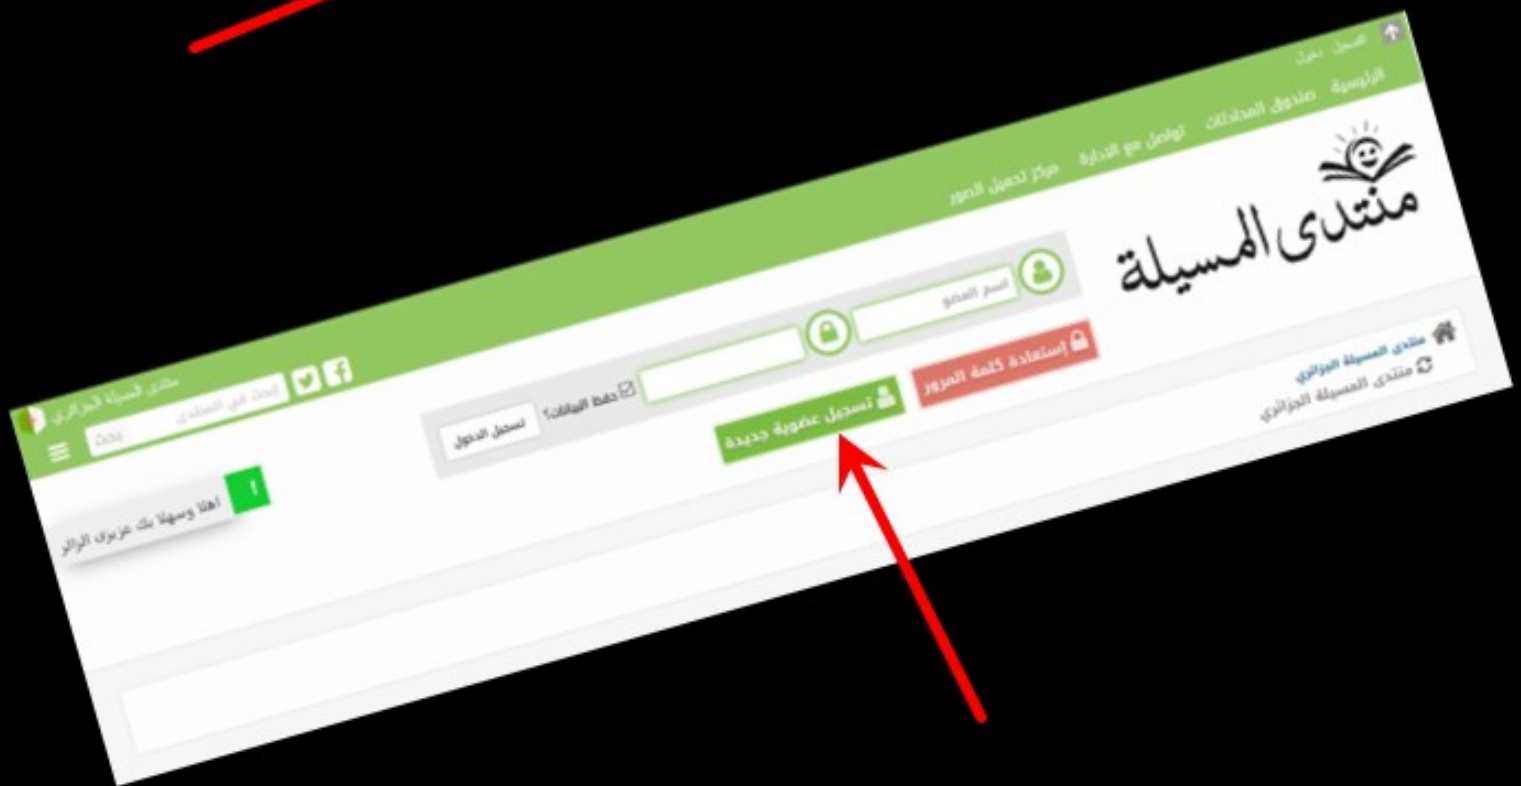 التسجيل دخول
منتدى المسيلة الجزائري
الرئيسية صندوق المحادثات تواصل مع الادارة مركز تحميل الصور
إبحث في المنتدى بحث
منتدى المسيلة
اسم العضو
حفظ البيانات؟
تسجيل الدخول
إستعادة كلمة المرور
تسجيل عضوية جديدة
! اهلا وسهلا بك عزيزي الزائر
منتدى المسيلة الجزائري
منتدى المسيلة الجزائري